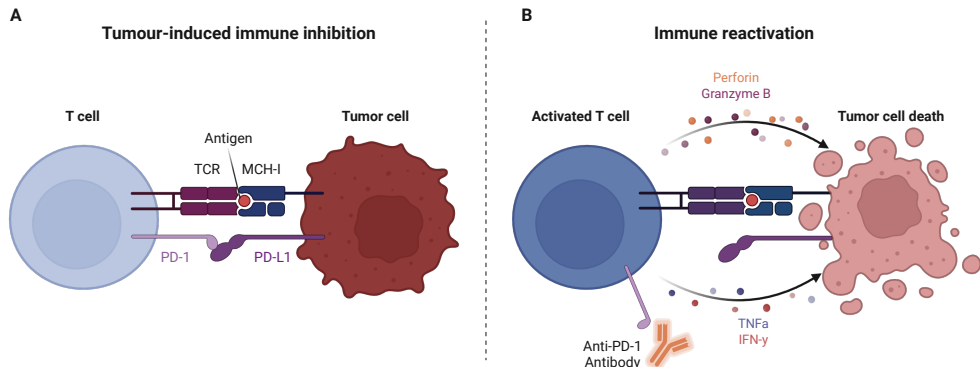 A
Tumour-induced immune inhibition
T cell
Tumor cell
Antigen
TCR
MCH-I
PD-1
PD-L1
B
Immune reactivation
Perforin
Granzyme B
Activated T cell
Tumor cell death
TNFa
IFN-y
Anti-PD-1
Antibody